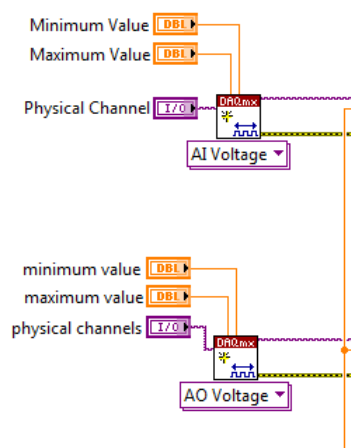 Minimum Value DBL
Maximum Value DBL
Physical Channel I/O
DAQmx
AI Voltage
minimum value DBL
maximum value DBL
physical channels I/O
DAQmx
AO Voltage